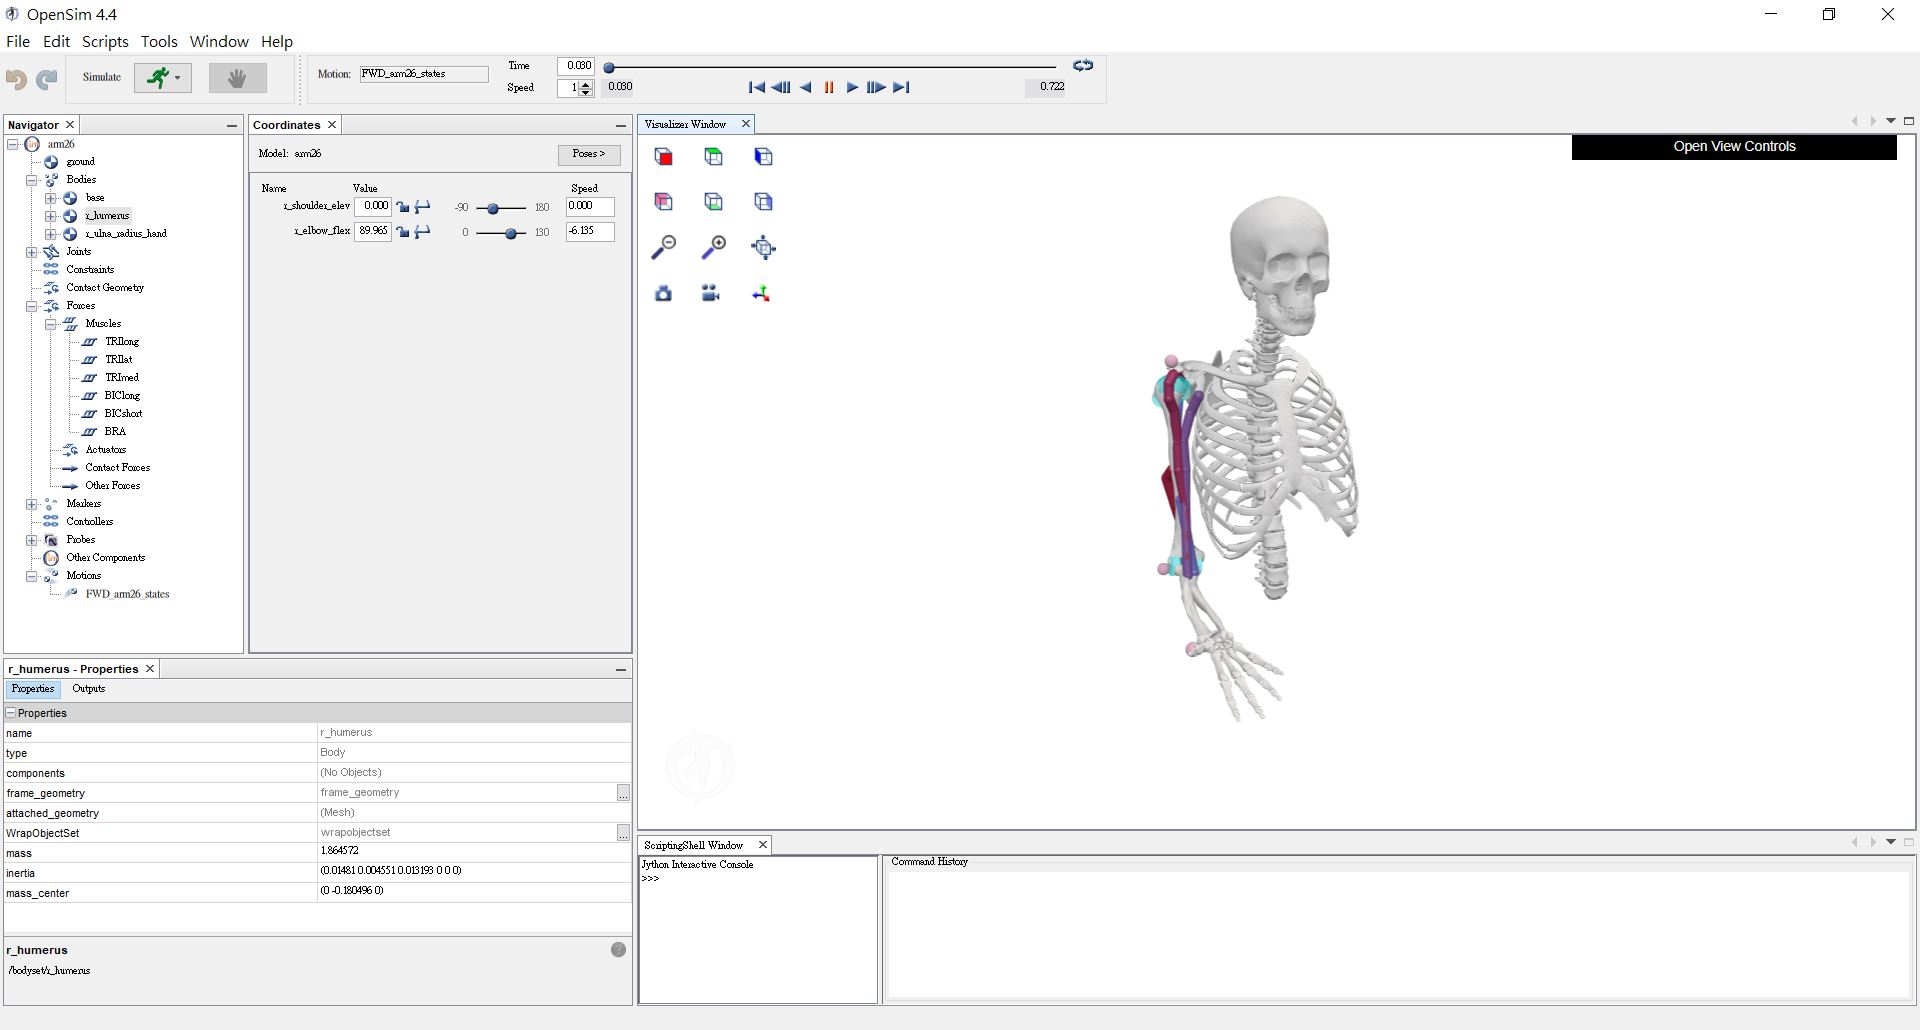 OpenSim 4.4
File Edit Scripts Tools Window Help
Simulate
Motion: FWD_arm26_states
Time 0.030
Speed 1 0.030 0.722
Navigator
arm26
ground
Bodies
base
r_humerus
r_ulna_radius_hand
Joints
Constraints
Contact Geometry
Forces
Muscles
TRIlong
TRIlat
TRImed
BIClong
BICshort
BRA
Actuators
Contact Forces
Other Forces
Markers
Controllers
Probes
Other Components
Motions
FWD_arm26_states
Coordinates
Model: arm26 Poses >
Name Value Speed
r_shoulder_elev 0.000 -90 180 0.000
r_elbow_flex 89.965 0 130 -6.135
Visualizer Window
Open View Controls
r_humerus - Properties
Properties Outputs
Properties
name r_humerus
type Body
components (No Objects)
frame_geometry frame_geometry ...
attached_geometry (Mesh)
WrapObjectSet wrapobjectset ...
mass 1.864572
inertia (0.01481 0.004551 0.013193 0 0 0)
mass_center (0 -0.180496 0)
r_humerus
/bodyset/r_humerus
ScriptingShell Window
Jython Interactive Console
>>>
Command History